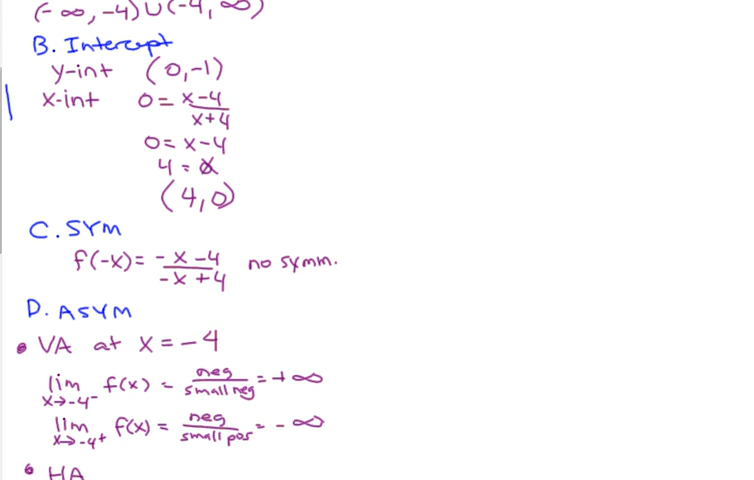 (-∞, -4) ∪ (-4, ∞)
B. Intercept
y-int (0, -1)
x-int 0 = x-4
x+4
0 = x-4
4 = x
(4, 0)
C. SYM
f(-x) = -x-4 no symm.
-x+4
D. ASYM
• VA at x = -4
lim f(x) = neg = +∞
x→-4⁻ small neg
lim f(x) = neg = -∞
x→-4⁺ small pos
• HA